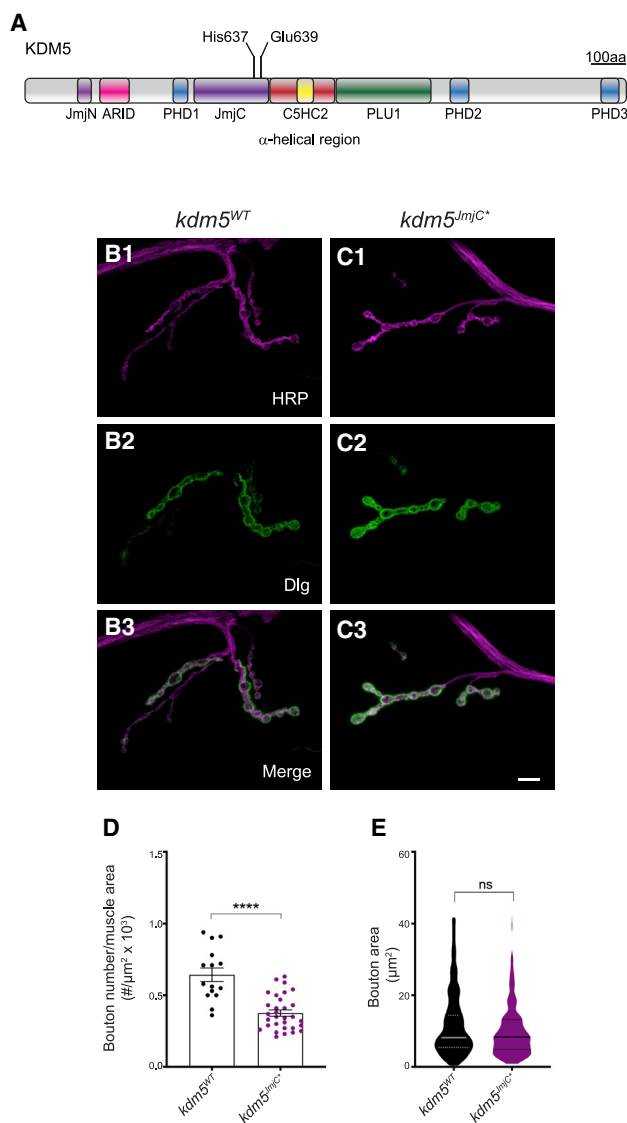 A
His637 Glu639
KDM5
100aa
JmjN ARID PHD1 JmjC C5HC2 PLU1 PHD2 PHD3
α-helical region
kdm5WT kdm5JmjC*
B1 C1
HRP
B2 C2
Dlg
B3 C3
Merge
D E
Bouton number/muscle area
(#/μm² x 10³)
1.5
1.0
0.5
0.0
****
kdm5WT
kdm5JmjC*
Bouton area
(μm²)
60
40
20
0
ns
kdm5WT
kdm5JmjC*